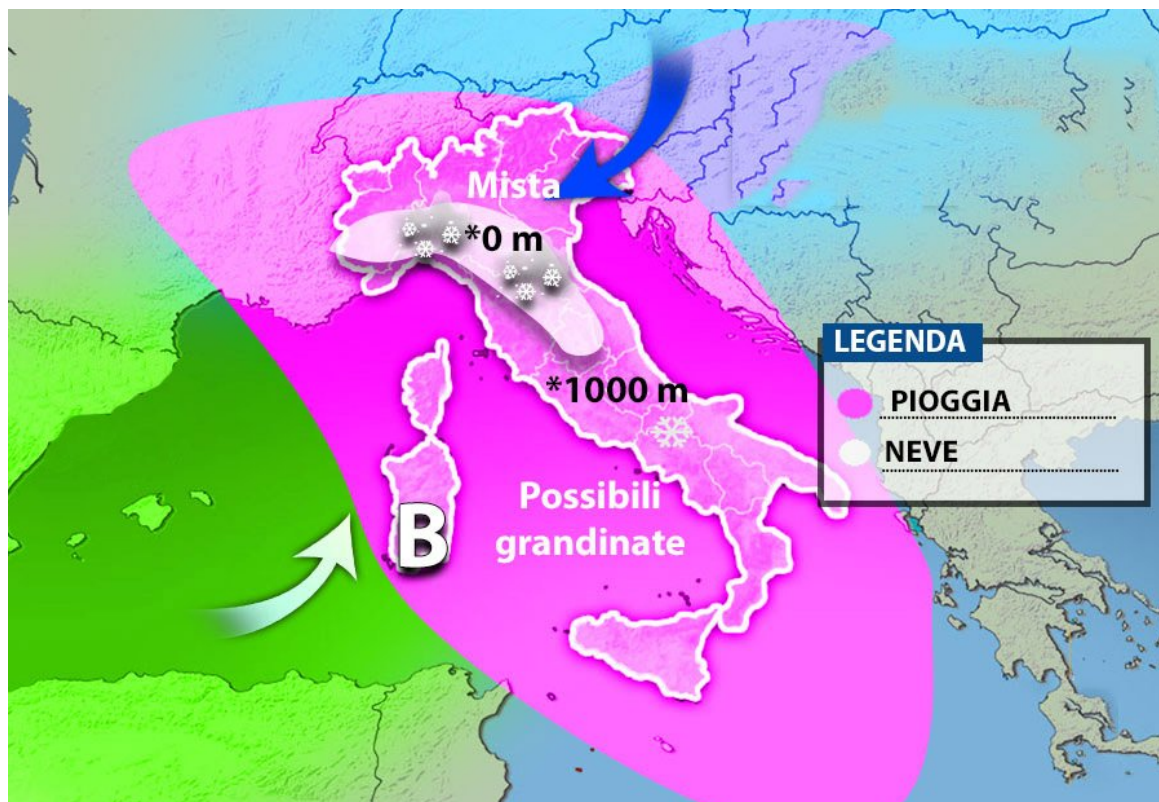 Mista
*0 m
*1000 m
LEGENDA
PIOGGIA
NEVE
Possibili
grandinate
B